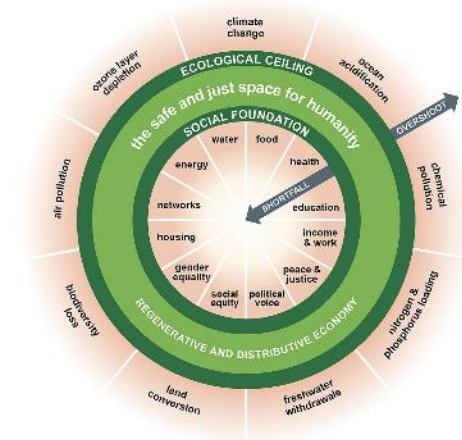 climate
change
ozone layer
depletion
ocean
acidification
ECOLOGICAL CEILING
the safe and just space for humanity
OVERSHOOT
SOCIAL FOUNDATION
water
food
energy
health
SHORTFALL
air pollution
chemical
pollution
networks
education
housing
income
& work
gender
equality
peace &
justice
social
equity
political
voice
biodiversity
loss
nitrogen &
phosphorus loading
REGENERATIVE AND DISTRIBUTIVE ECONOMY
land
conversion
freshwater
withdrawals